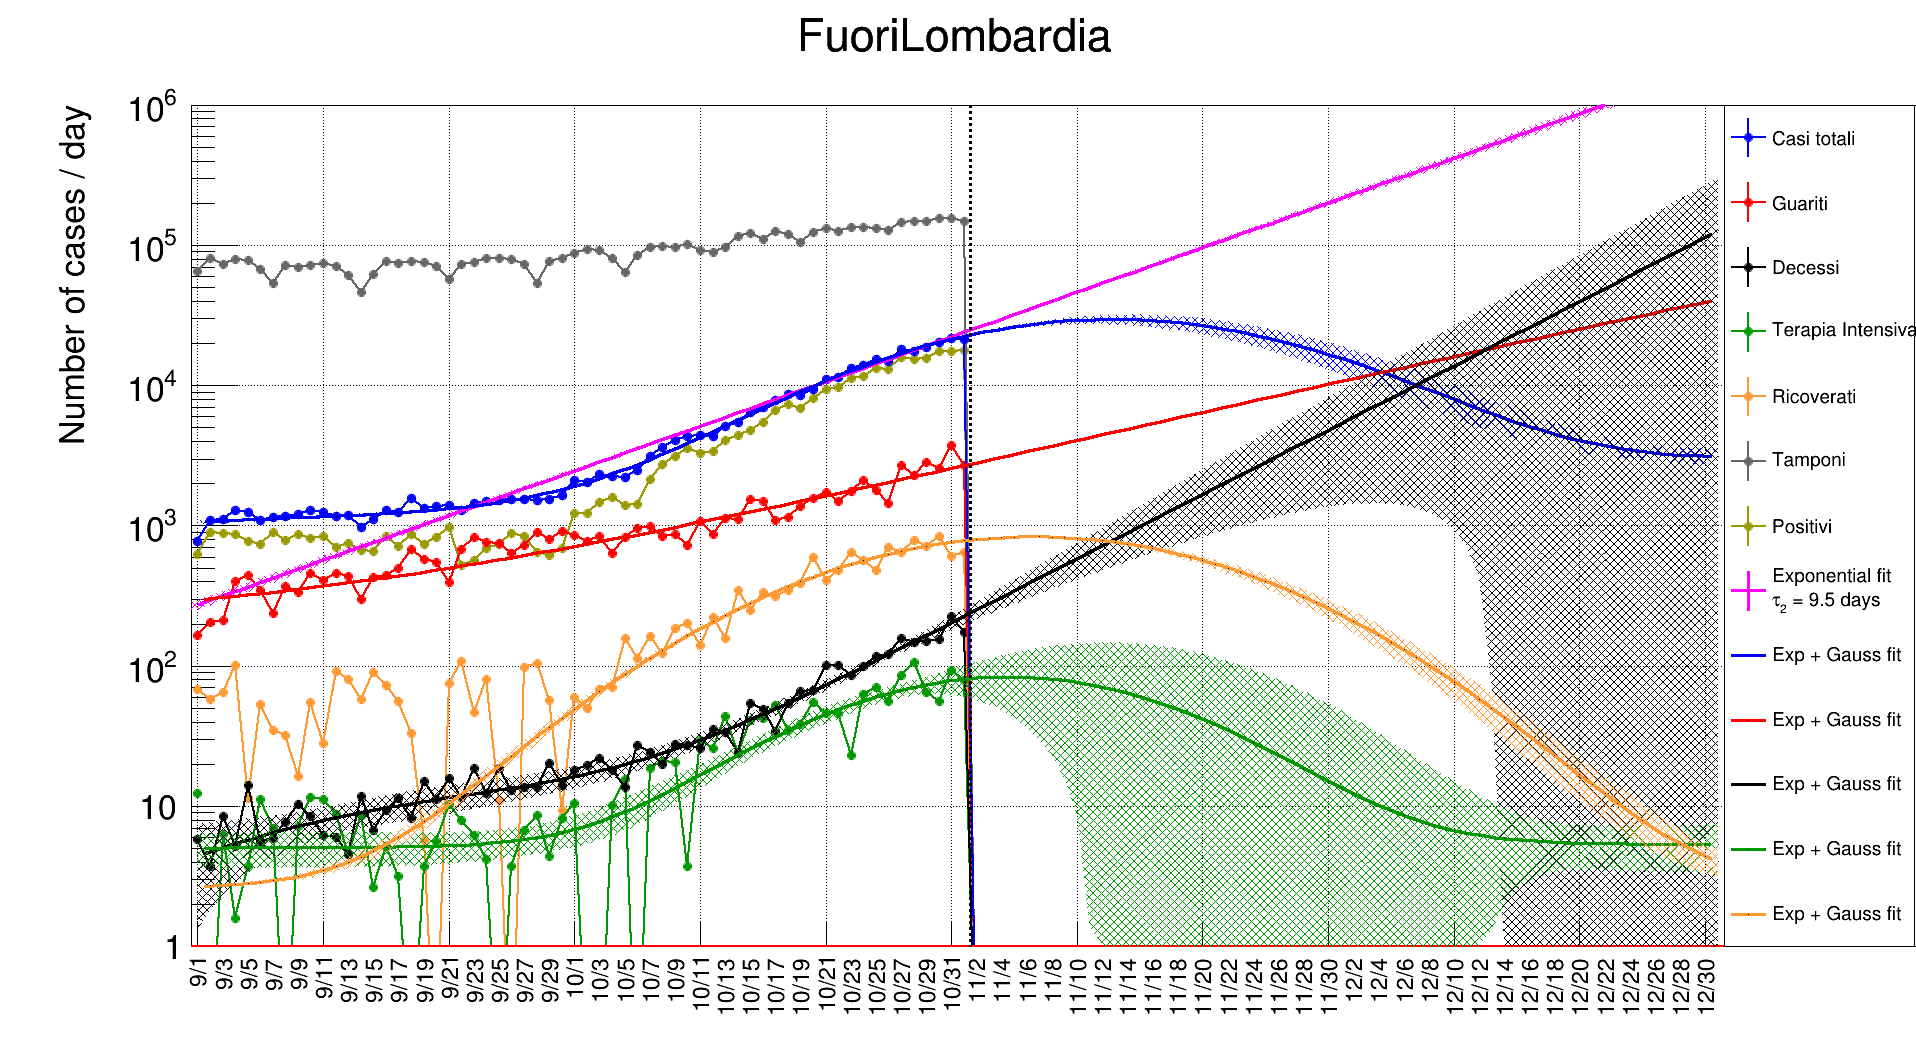 FuoriLombardia
Number of cases / day
10^6
10^5
10^4
10^3
10^2
10
1
9/1 9/3 9/5 9/7 9/9 9/11 9/13 9/15 9/17 9/19 9/21 9/23 9/25 9/27 9/29 10/1 10/3 10/5 10/7 10/9 10/11 10/13 10/15 10/17 10/19 10/21 10/23 10/25 10/27 10/29 10/31 11/2 11/4 11/6 11/8 11/10 11/12 11/14 11/16 11/18 11/20 11/22 11/24 11/26 11/28 11/30 12/2 12/4 12/6 12/8 12/10 12/12 12/14 12/16 12/18 12/20 12/22 12/24 12/26 12/28 12/30
Casi totali
Guariti
Decessi
Terapia Intensiva
Ricoverati
Tamponi
Positivi
Exponential fit
τ₂ = 9.5 days
Exp + Gauss fit
Exp + Gauss fit
Exp + Gauss fit
Exp + Gauss fit
Exp + Gauss fit